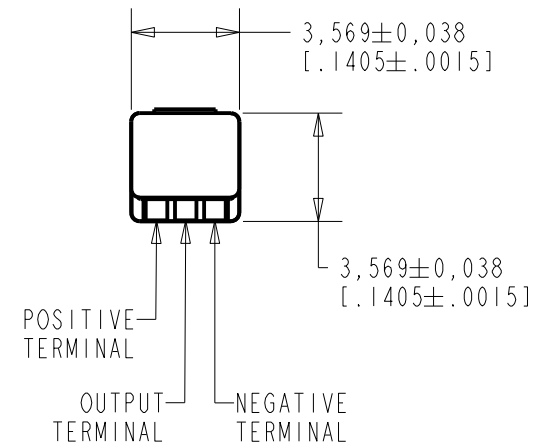 3,569±0,038
[.1405±.0015]
3,569±0,038
[.1405±.0015]
POSITIVE
TERMINAL
OUTPUT
TERMINAL
NEGATIVE
TERMINAL